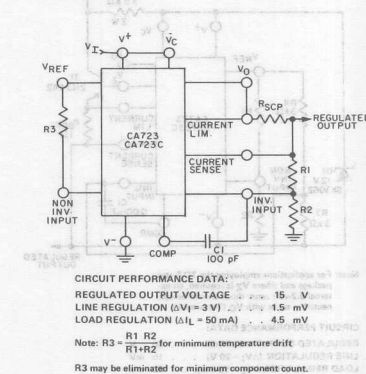 V+
V̄C
VI
VREF
VO
RSCP
REGULATED
OUTPUT
CURRENT
LIM.
R3
CA723
CA723C
CURRENT
SENSE
R1
INV.
INPUT
R2
NON
INV.
INPUT
V-
COMP
C1
100 pF
CIRCUIT PERFORMANCE DATA:
REGULATED OUTPUT VOLTAGE . . . 15 V
LINE REGULATION (ΔVI = 3 V) . . . 1.5 mV
LOAD REGULATION (ΔIL = 50 mA) . . 4.5 mV
Note: R3 = R1 R2 / R1+R2 for minimum temperature drift
R3 may be eliminated for minimum component count.